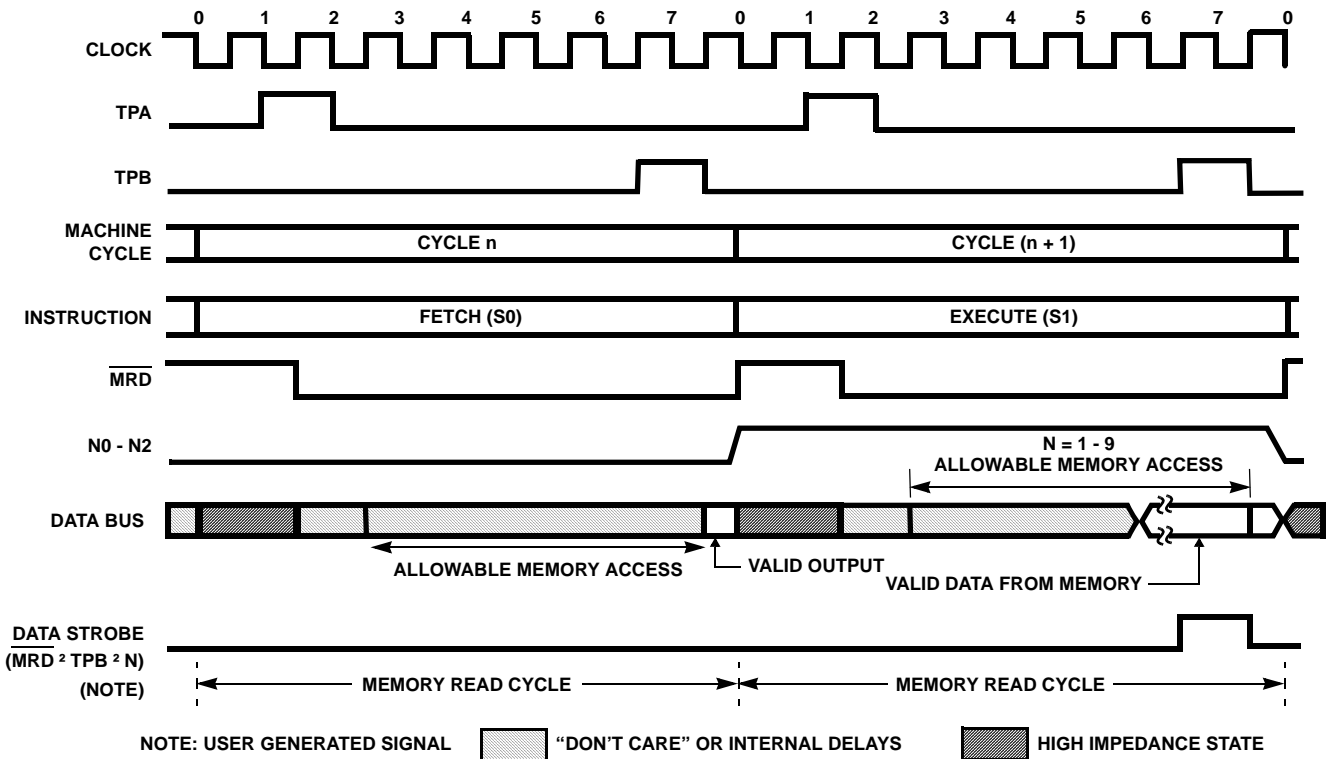 0 1 2 3 4 5 6 7 0 1 2 3 4 5 6 7 0
CLOCK
TPA
TPB
MACHINE
CYCLE
CYCLE n
CYCLE (n + 1)
INSTRUCTION
FETCH (S0)
EXECUTE (S1)
MRD
N0 - N2
N = 1 - 9
ALLOWABLE MEMORY ACCESS
DATA BUS
ALLOWABLE MEMORY ACCESS
VALID OUTPUT
VALID DATA FROM MEMORY
DATA STROBE
(MRD ² TPB ² N)
(NOTE)
MEMORY READ CYCLE
MEMORY READ CYCLE
NOTE: USER GENERATED SIGNAL
“DON'T CARE” OR INTERNAL DELAYS
HIGH IMPEDANCE STATE